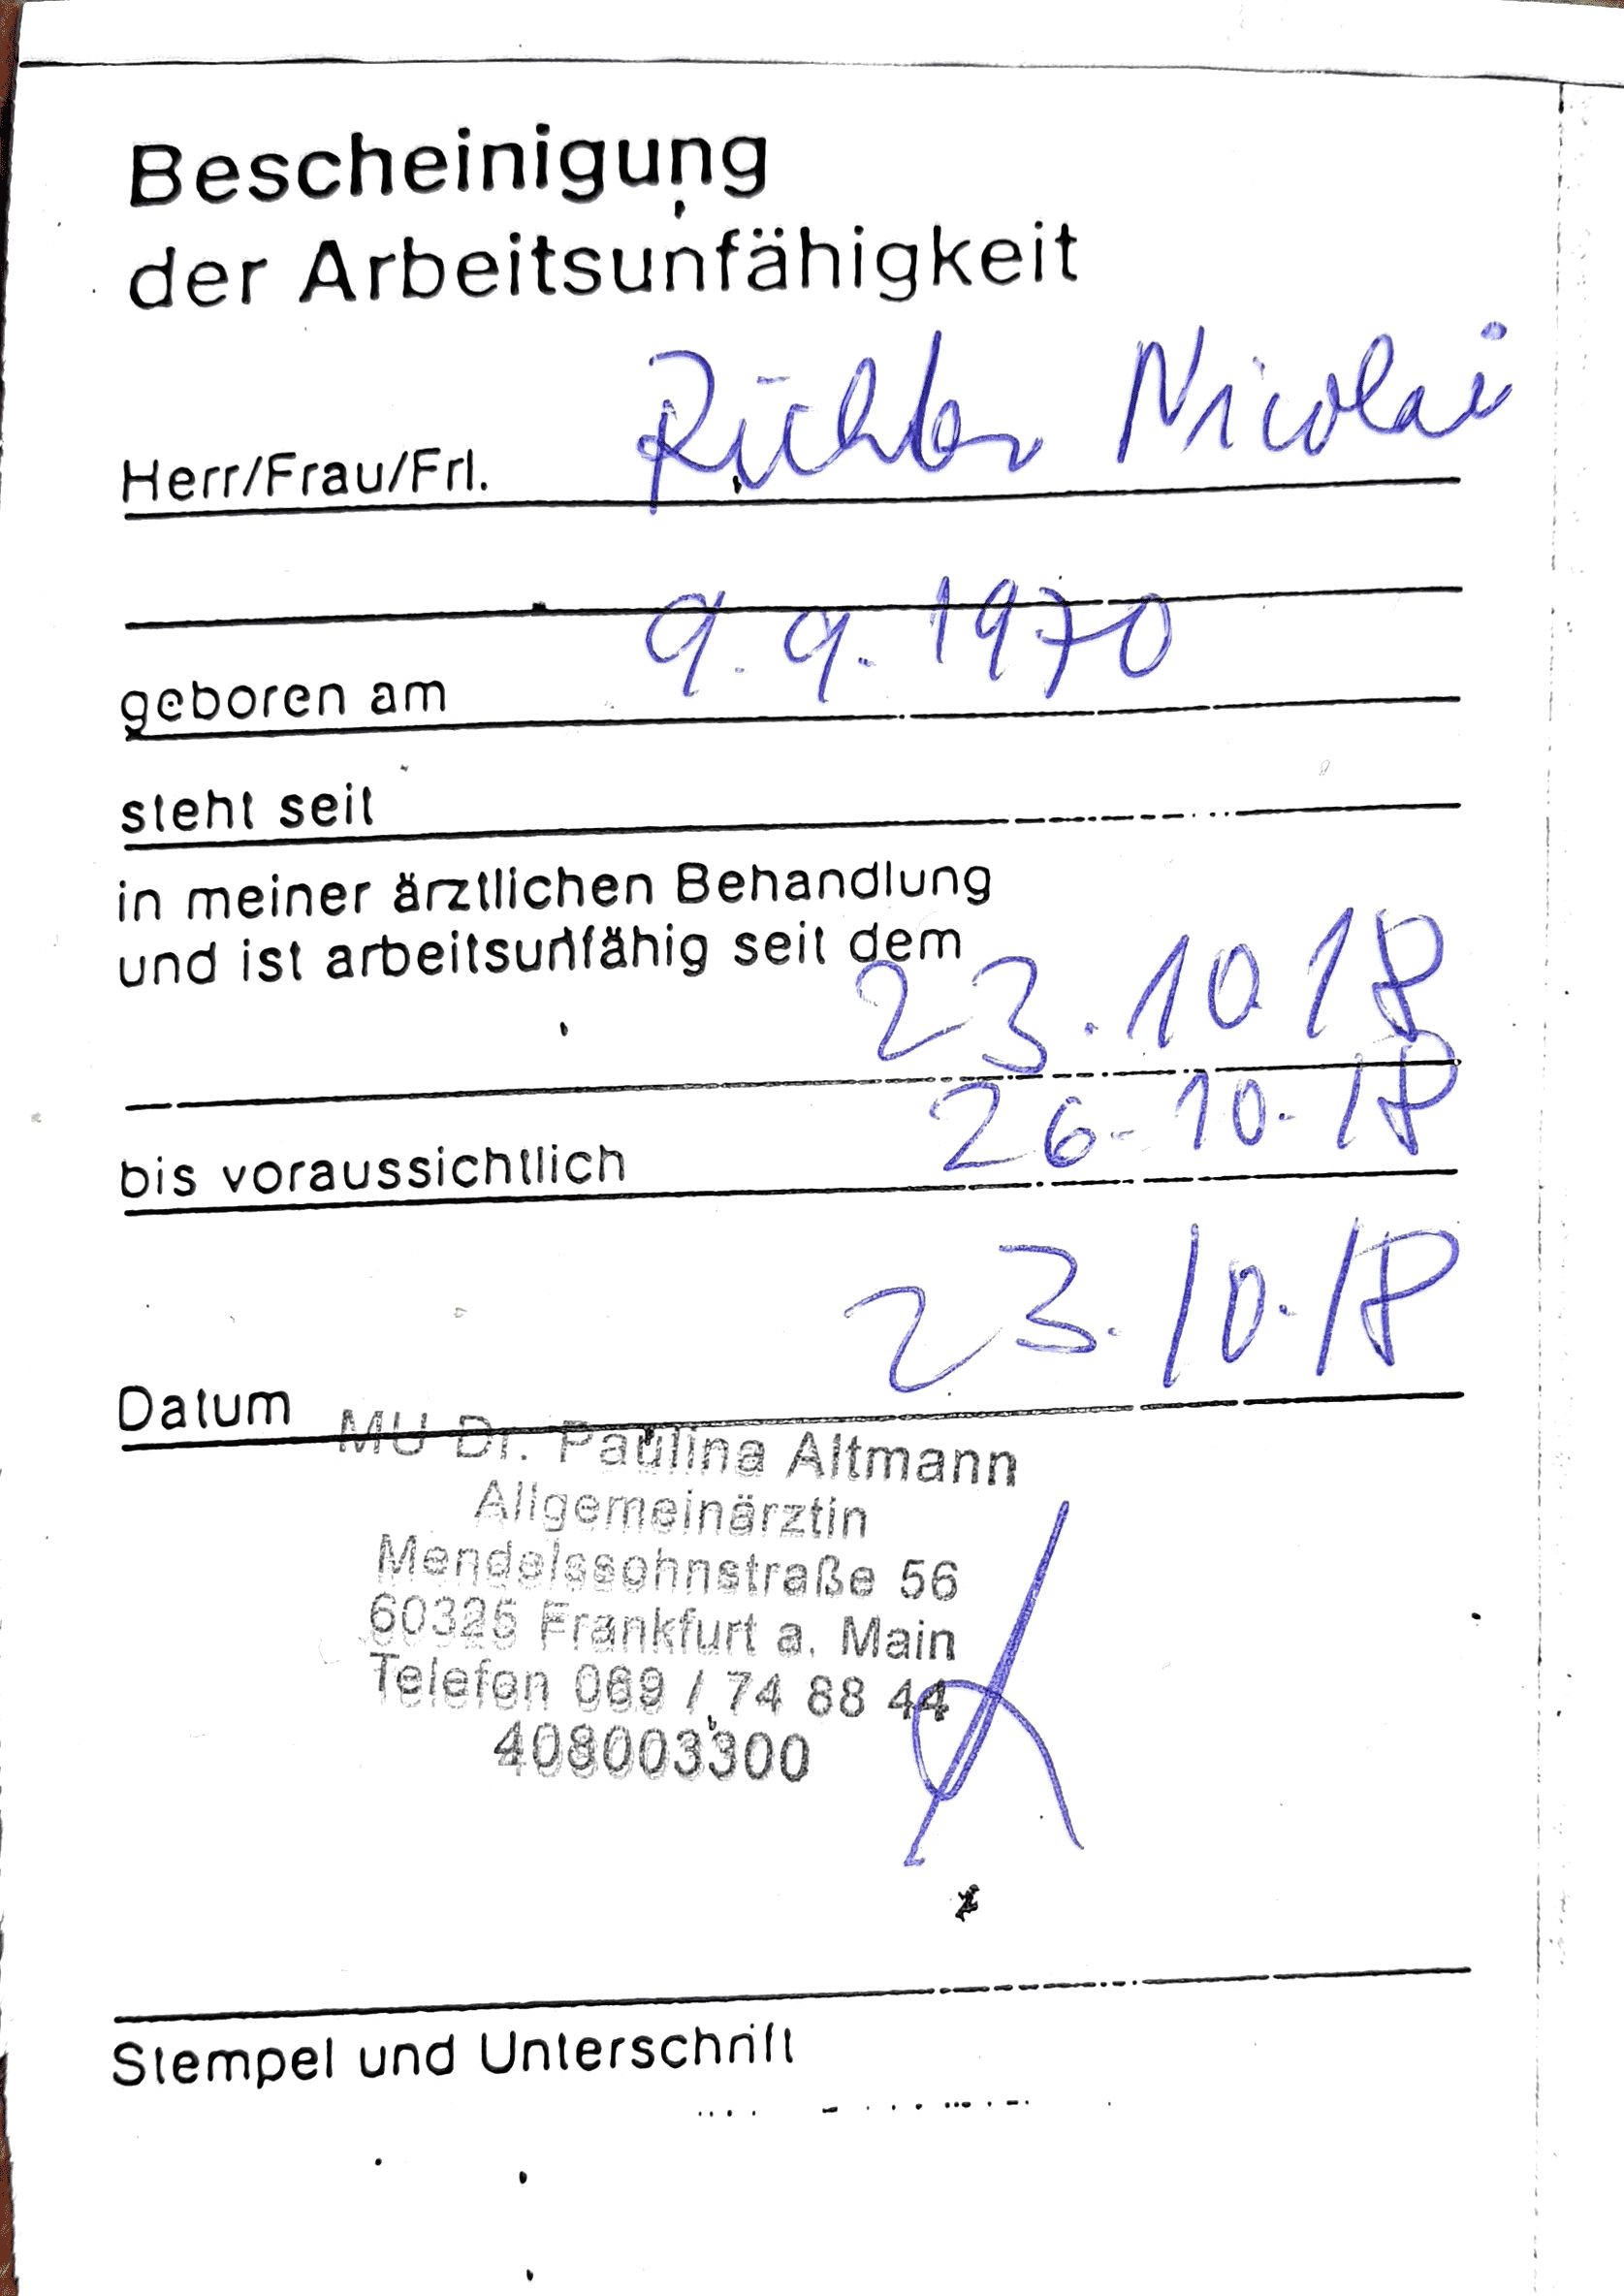 Bescheinigung
der Arbeitsunfähigkeit
Herr/Frau/Frl. Nicolai
9.9.1970
geboren am
steht seit
in meiner ärztlichen Behandlung
und ist arbeitsunfähig seit dem
23.10.18
bis voraussichtlich 26.10.18
23.10.18
Datum
MU Dr. Paulina Altmann
Allgemeinärztin
Mendelssohnstraße 56
60325 Frankfurt a. Main
Telefon 069 / 74 88 44
408003300
Stempel und Unterschrift